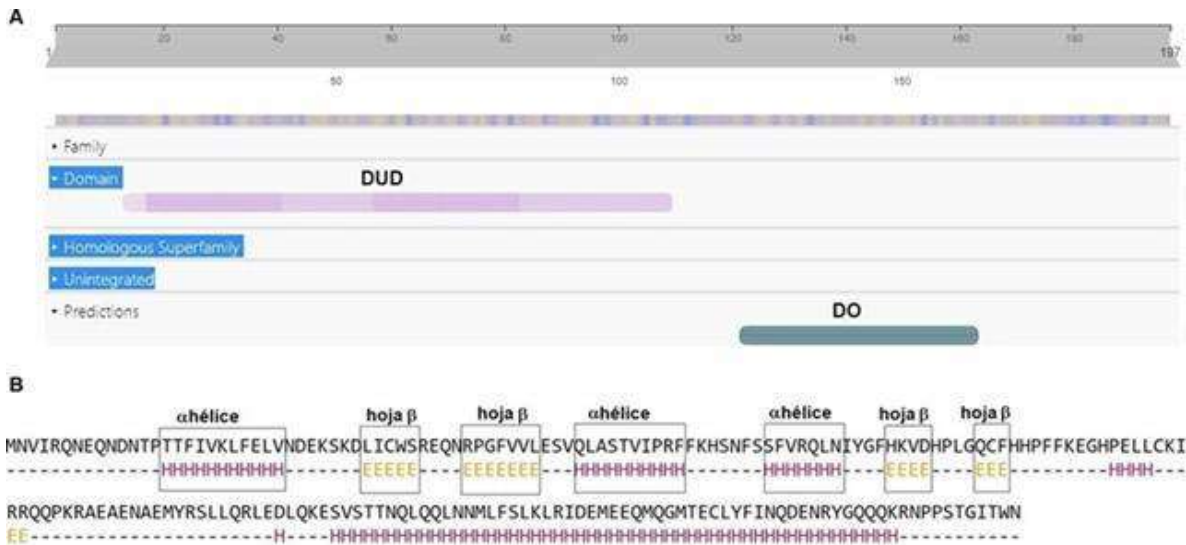 A
20 40 60 80 100 120 140 160 180
1 197
50 100 150
Family
Domain
DUD
Homologous Superfamily
Unintegrated
Predictions
DO
B
αhélice hoja β hoja β αhélice αhélice hoja β hoja β
MNVIRQNEQNDNTPTTFIVKLFELVNDEKSKDLICWSREQNRPGFVVLESVQLASTVIPRFFKHSNFSSFVRQLNIYGFHKVDHPLGQCFHHPFFKEGHPELLCKI
--------------HHHHHHHHHHH-------EEEEE----EEEEEEE---HHHHHHHHHH-------HHHHHHH----EEEE----EEE---------HHHH---
RRQQPKRAEAENAEMYRSLLQRLEDLQKESVSTTNQLQQLNNMLFSLKLRIDEMEEQMQGMTECLYFINQDENRYGQQQKRNPPSTGITWN
EE----------------------H----HHHHHHHHHHHHHHHHHHHHHHHHHHHHHHHHHHHHHHHHHHHHHHHHHHH-----------